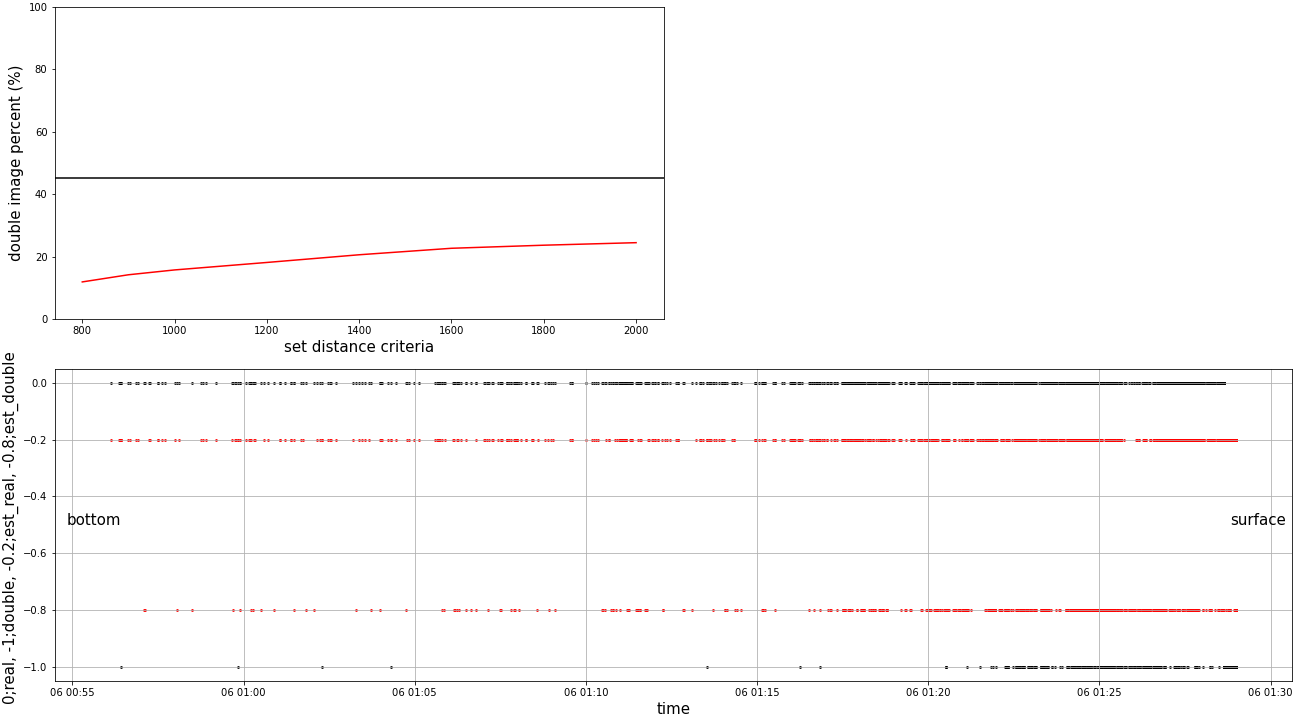 100
80
60
40
20
0
double image percent (%)
800 1000 1200 1400 1600 1800 2000
set distance criteria
0.0
−0.2
−0.4
−0.6
−0.8
−1.0
0;real, -1;double, -0.2;est_real, -0.8;est_double
bottom surface
06 00:55 06 01:00 06 01:05 06 01:10 06 01:15 06 01:20 06 01:25 06 01:30
time